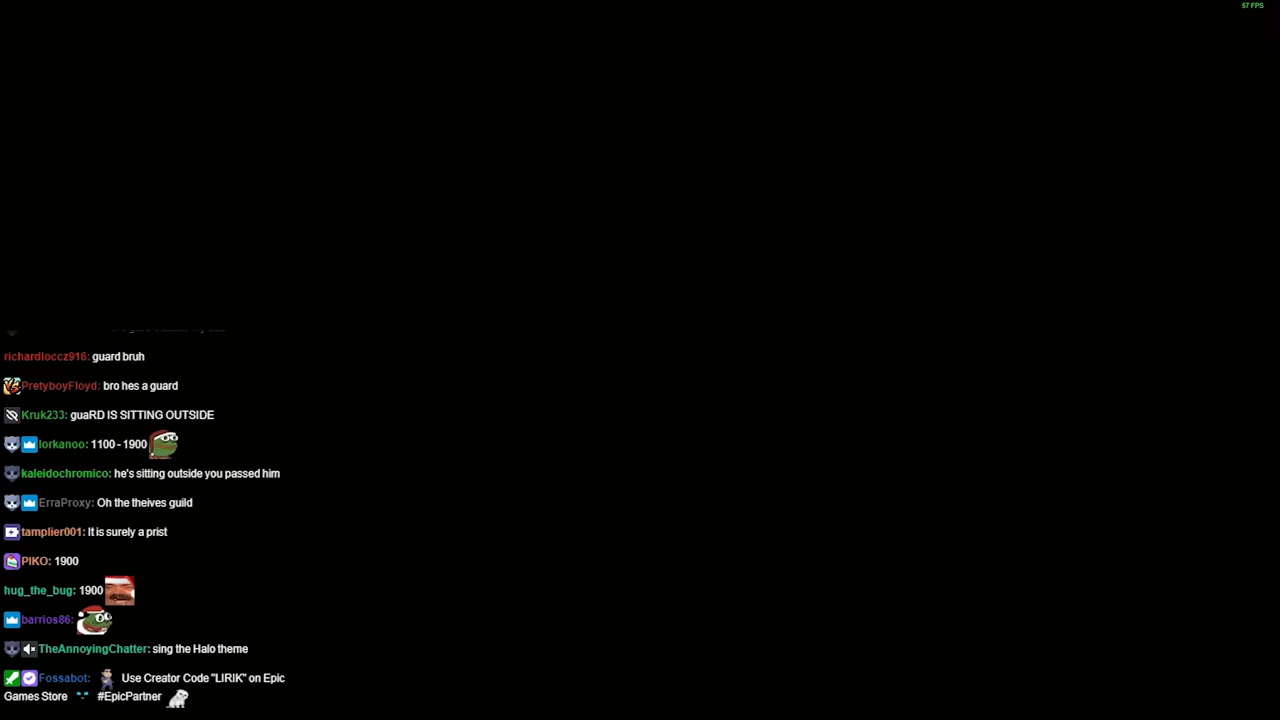 57 FPS
richardloccz916: guard bruh
PretyboyFloyd: bro hes a guard
Kruk233: guaRD IS SITTING OUTSIDE
lorkanoo: 1100 - 1900
kaleidochromico: he's sitting outside you passed him
ErraProxy: Oh the theives guild
tamplier001: It is surely a prist
PIKO: 1900
hug_the_bug: 1900
barrios86:
TheAnnoyingChatter: sing the Halo theme
Fossabot: Use Creator Code "LIRIK" on Epic
Games Store #EpicPartner